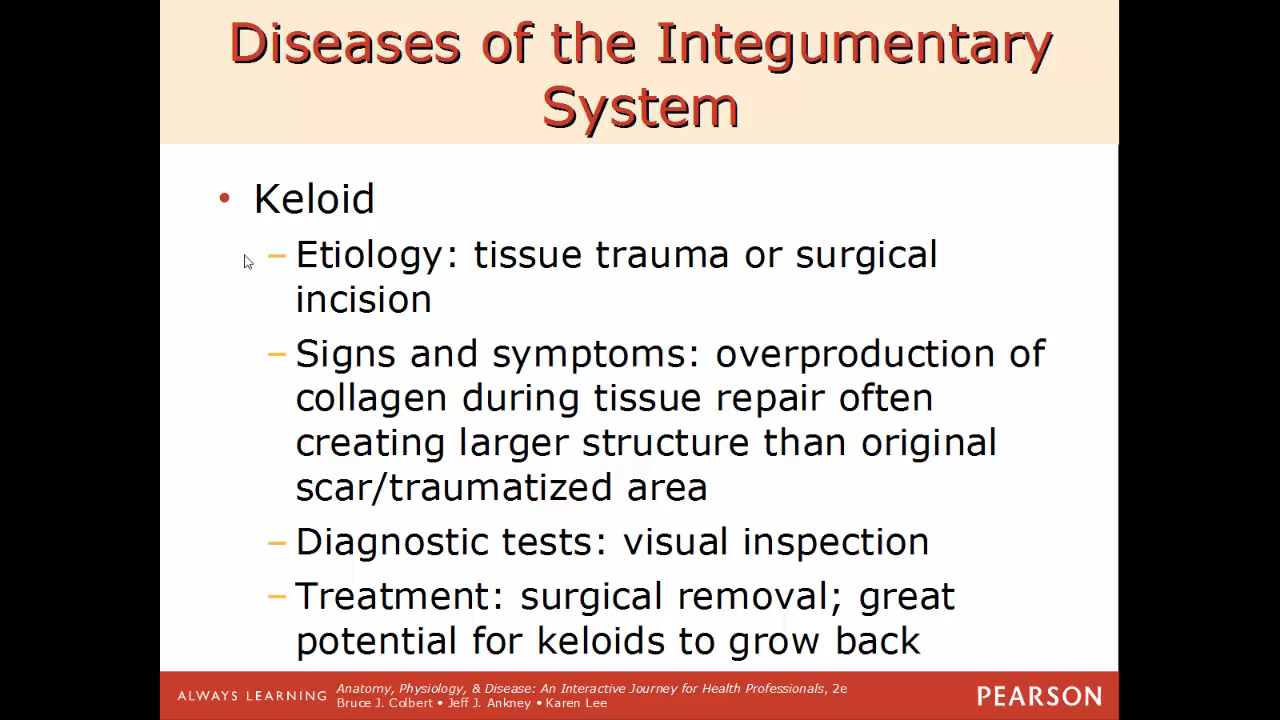 Diseases of the Integumentary
System
• Keloid
– Etiology: tissue trauma or surgical
incision
– Signs and symptoms: overproduction of
collagen during tissue repair often
creating larger structure than original
scar/traumatized area
– Diagnostic tests: visual inspection
– Treatment: surgical removal; great
potential for keloids to grow back
ALWAYS LEARNING
Anatomy, Physiology, & Disease: An Interactive Journey for Health Professionals, 2e
Bruce J. Colbert • Jeff J. Ankney • Karen Lee
PEARSON